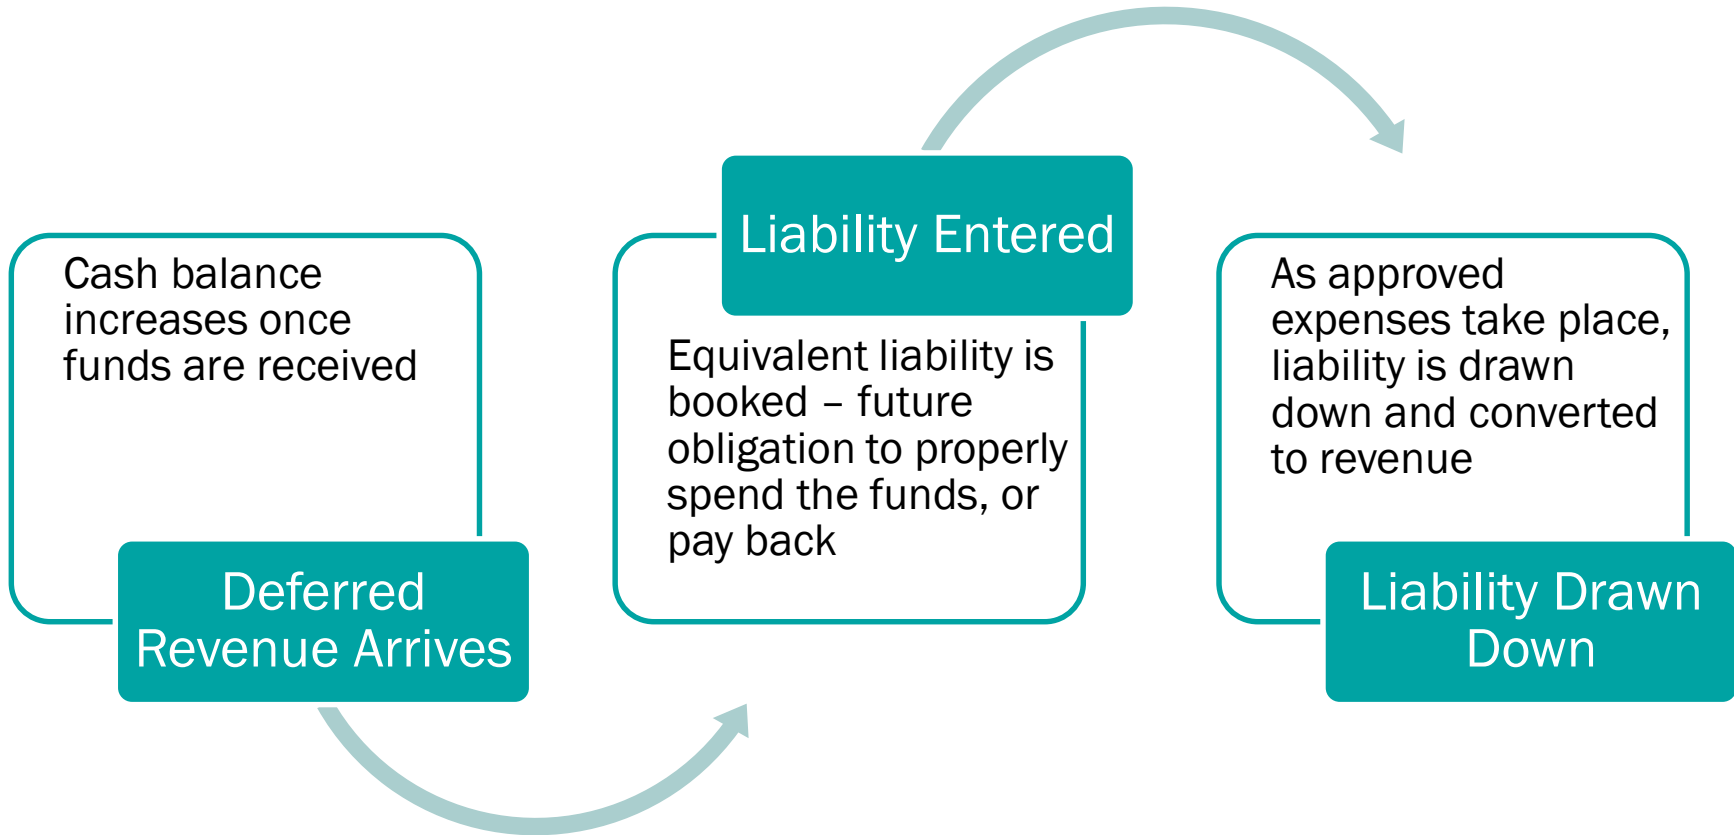 Cash balance
increases once
funds are received
Deferred
Revenue Arrives
Liability Entered
Equivalent liability is
booked – future
obligation to properly
spend the funds, or
pay back
As approved
expenses take place,
liability is drawn
down and converted
to revenue
Liability Drawn
Down